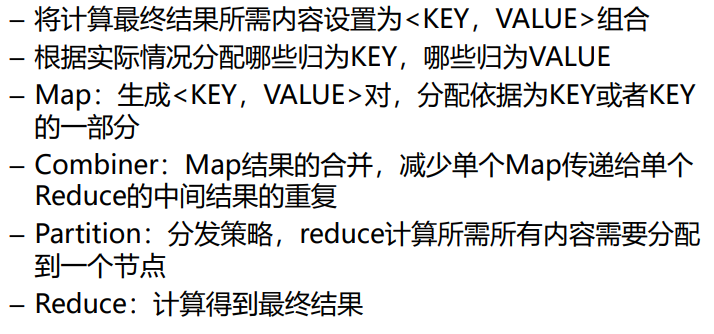 – 将计算最终结果所需内容设置为<KEY，VALUE>组合
– 根据实际情况分配哪些归为KEY，哪些归为VALUE
– Map：生成<KEY，VALUE>对，分配依据为KEY或者KEY
的一部分
– Combiner：Map结果的合并，减少单个Map传递给单个
Reduce的中间结果的重复
– Partition：分发策略，reduce计算所需所有内容需要分配
到一个节点
– Reduce：计算得到最终结果